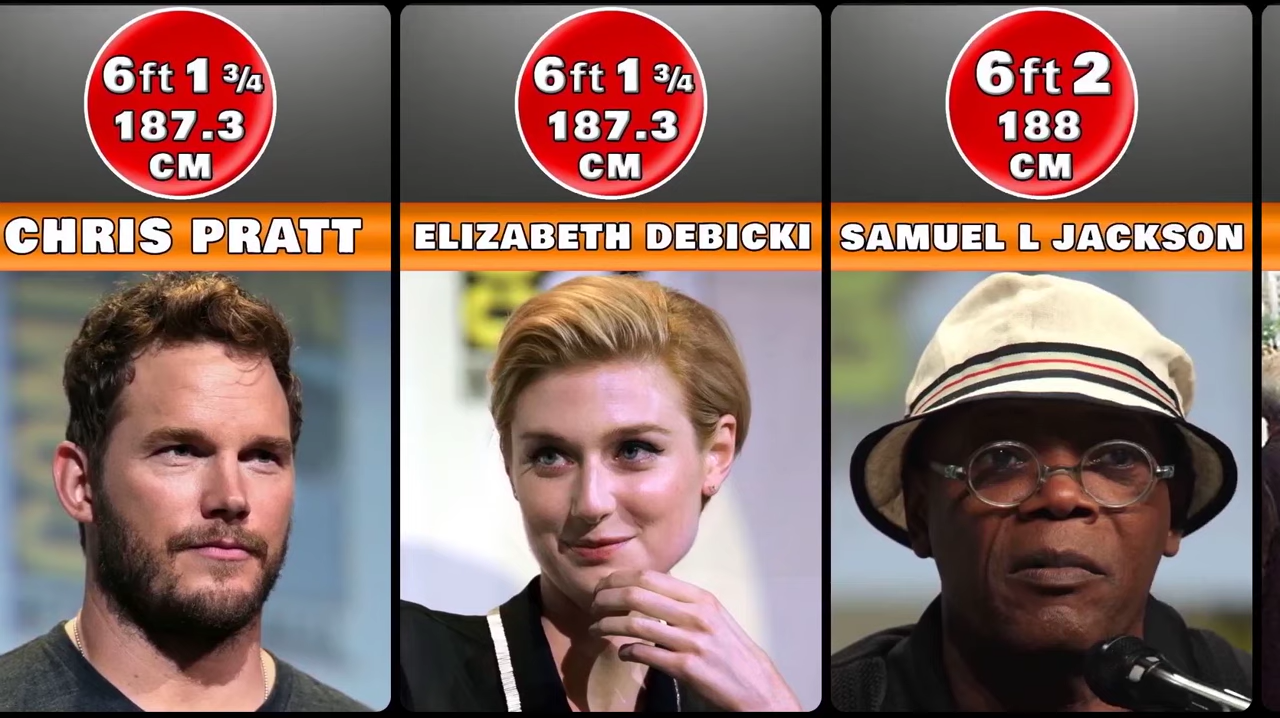 6ft 1 ¾
187.3
CM
CHRIS PRATT
6ft 1 ¾
187.3
CM
ELIZABETH DEBICKI
6ft 2
188
CM
SAMUEL L JACKSON